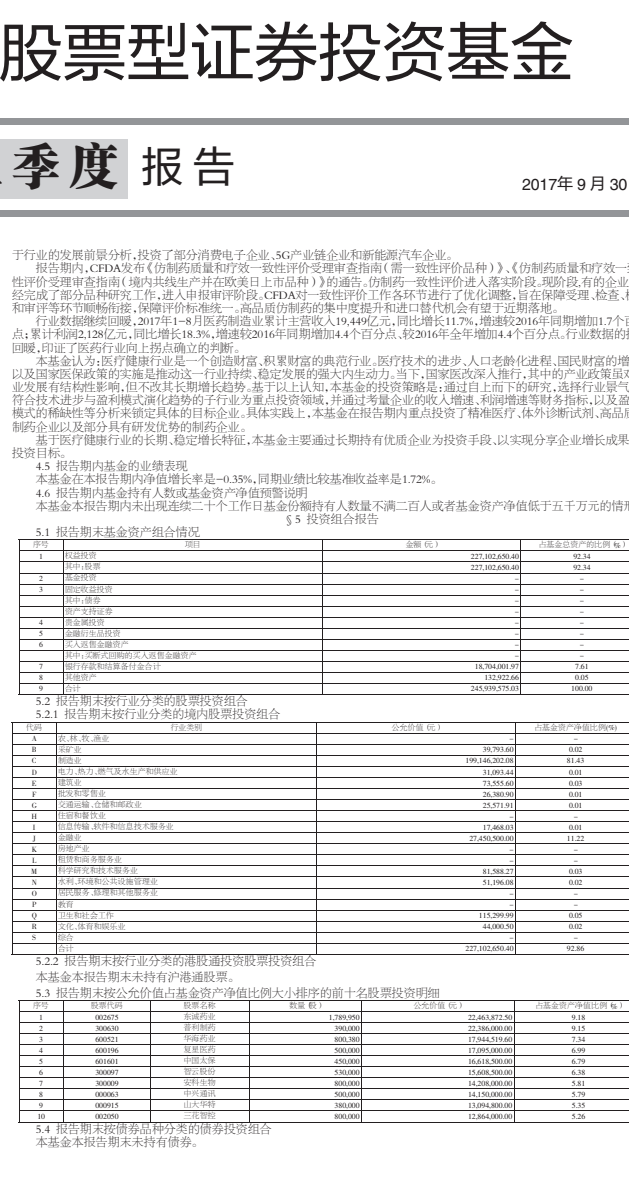 股票型证券投资基金
季度 报告
2017年 9 月 30
于行业的发展前景分析，投资了部分消费电子企业、5G产业链企业和新能源汽车企业。
报告期内，CFDA发布《仿制药质量和疗效一致性评价受理审查指南（需一致性评价品种）》、《仿制药质量和疗效一
性评价受理审查指南（境内共线生产并在欧美日上市品种）》的通告。仿制药一致性评价进入落实阶段。现阶段，有的企业
经完成了部分品种研究工作，进入申报审评阶段。CFDA对一致性评价工作各环节进行了优化调整，旨在保障受理、检查、
和审评等环节顺畅衔接，保障评价标准统一。高品质仿制药的集中度提升和进口替代机会有望于近期落地。
行业数据继续回暖，2017年1-8月医药制造业累计主营收入19,449亿元，同比增长11.7%，增速较2016年同期增加1.7个百
点；累计利润2,128亿元，同比增长18.3%，增速较2016年同期增加4.4个百分点、较2016年全年增加4.4个百分点。行业数据的
回暖，印证了医药行业向上拐点确立的判断。
本基金认为：医疗健康行业是一个创造财富、积累财富的典范行业。医疗技术的进步、人口老龄化进程、国民财富的增
以及国家医保政策的实施是推动这一行业持续、稳定发展的强大内生动力。当下，国家医改深入推行，其中的产业政策虽
业发展有结构性影响，但不改其长期增长趋势。基于以上认知，本基金的投资策略是：通过自上而下的研究，选择行业景气
符合技术进步与盈利模式演化趋势的子行业为重点投资领域，并通过考量企业的收入增速、利润增速等财务指标，以及盈
模式的稀缺性等分析来锁定具体的目标企业。具体实践上，本基金在报告期内重点投资了精准医疗、体外诊断试剂、高品质
制药企业以及部分具有研发优势的制药企业。
基于医疗健康行业的长期、稳定增长特征，本基金主要通过长期持有优质企业为投资手段、以实现分享企业增长成果
投资目标。
4.5 报告期内基金的业绩表现
本基金在本报告期内净值增长率是-0.35%，同期业绩比较基准收益率是1.72%。
4.6 报告期内基金持有人数或基金资产净值预警说明
本基金本报告期内未出现连续二十个工作日基金份额持有人数量不满二百人或者基金资产净值低于五千万元的情形
§5 投资组合报告
5.1 报告期末基金资产组合情况
序号 项目 金额（元） 占基金总资产的比例（%）
1 权益投资 227,102,650.40 92.34
其中：股票 227,102,650.40 92.34
2 基金投资 - -
3 固定收益投资 - -
其中：债券 - -
资产支持证券 - -
4 贵金属投资 - -
5 金融衍生品投资 - -
6 买入返售金融资产 - -
其中：买断式回购的买入返售金融资产 - -
7 银行存款和结算备付金合计 18,704,001.97 7.61
8 其他资产 132,922.66 0.05
9 合计 245,939,575.03 100.00
5.2 报告期末按行业分类的股票投资组合
5.2.1 报告期末按行业分类的境内股票投资组合
代码 行业类别 公允价值（元） 占基金资产净值比例(%)
A 农、林、牧、渔业 - -
B 采矿业 39,793.60 0.02
C 制造业 199,146,202.08 81.43
D 电力、热力、燃气及水生产和供应业 31,093.44 0.01
E 建筑业 73,555.60 0.03
F 批发和零售业 26,380.90 0.01
G 交通运输、仓储和邮政业 25,571.91 0.01
H 住宿和餐饮业 - -
I 信息传输、软件和信息技术服务业 17,468.03 0.01
J 金融业 27,450,500.00 11.22
K 房地产业 - -
L 租赁和商务服务业 - -
M 科学研究和技术服务业 81,588.27 0.03
N 水利、环境和公共设施管理业 51,196.08 0.02
O 居民服务、修理和其他服务业 - -
P 教育 - -
Q 卫生和社会工作 115,299.99 0.05
R 文化、体育和娱乐业 44,000.50 0.02
S 综合 - -
合计 227,102,650.40 92.86
5.2.2 报告期末按行业分类的港股通投资股票投资组合
本基金本报告期末未持有沪港通股票。
5.3 报告期末按公允价值占基金资产净值比例大小排序的前十名股票投资明细
序号 股票代码 股票名称 数量（股） 公允价值（元） 占基金资产净值比例（%）
1 002675 东诚药业 1,789,950 22,463,872.50 9.18
2 300630 普利制药 390,000 22,386,000.00 9.15
3 600521 华海药业 800,380 17,944,519.60 7.34
4 600196 复星医药 500,000 17,095,000.00 6.99
5 601601 中国太保 450,000 16,618,500.00 6.79
6 300097 智云股份 530,000 15,608,500.00 6.38
7 300009 安科生物 800,000 14,208,000.00 5.81
8 000063 中兴通讯 500,000 14,150,000.00 5.79
9 000915 山大华特 380,000 13,094,800.00 5.35
10 002050 三花智控 800,000 12,864,000.00 5.26
5.4 报告期末按债券品种分类的债券投资组合
本基金本报告期末未持有债券。